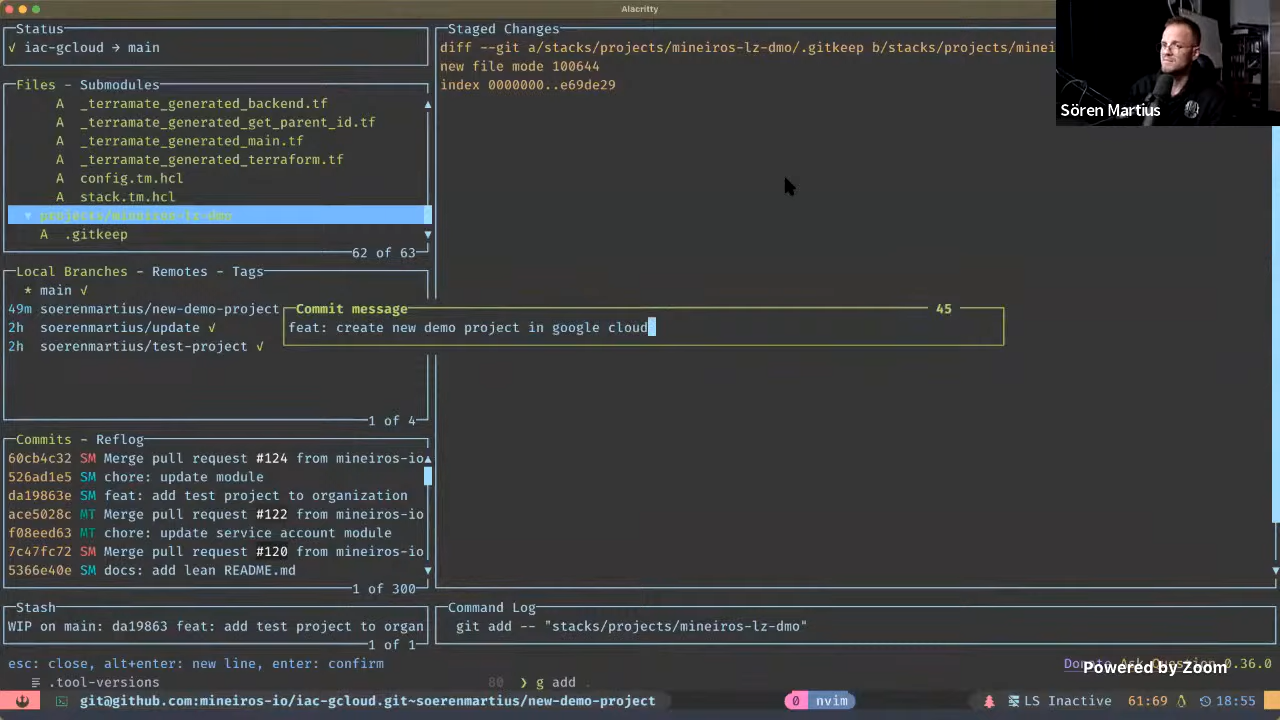 Alacritty
Status
√ iac-gcloud → main
Files - Submodules
A _terramate_generated_backend.tf
A _terramate_generated_get_parent_id.tf
A _terramate_generated_main.tf
A _terramate_generated_terraform.tf
A config.tm.hcl
A stack.tm.hcl
▼ projects/mineiros-lz-dmo
A .gitkeep
62 of 63
Local Branches - Remotes - Tags
* main √
49m soerenmartius/new-demo-project
2h soerenmartius/update √
2h soerenmartius/test-project √
1 of 4
Commits - Reflog
60cb4c32 SM Merge pull request #124 from mineiros-io
526ad1e5 SM chore: update module
da19863e SM feat: add test project to organization
ace5028c MT Merge pull request #122 from mineiros-io
f08eed63 MT chore: update service account module
7c47fc72 SM Merge pull request #120 from mineiros-io
5366e40e SM docs: add lean README.md
1 of 300
Stash
WIP on main: da19863 feat: add test project to organ
1 of 1
Staged Changes
diff --git a/stacks/projects/mineiros-lz-dmo/.gitkeep b/stacks/projects/minei
new file mode 100644
index 0000000..e69de29
Sören Martius
Commit message 45
feat: create new demo project in google cloud
Command Log
git add -- "stacks/projects/mineiros-lz-dmo"
esc: close, alt+enter: new line, enter: confirm
Donate Ask Question 0.36.0
Powered by Zoom
.tool-versions
80 ❯ g add .
git@github.com:mineiros-io/iac-gcloud.git~soerenmartius/new-demo-project
0 nvim
LS Inactive 61:69 18:55